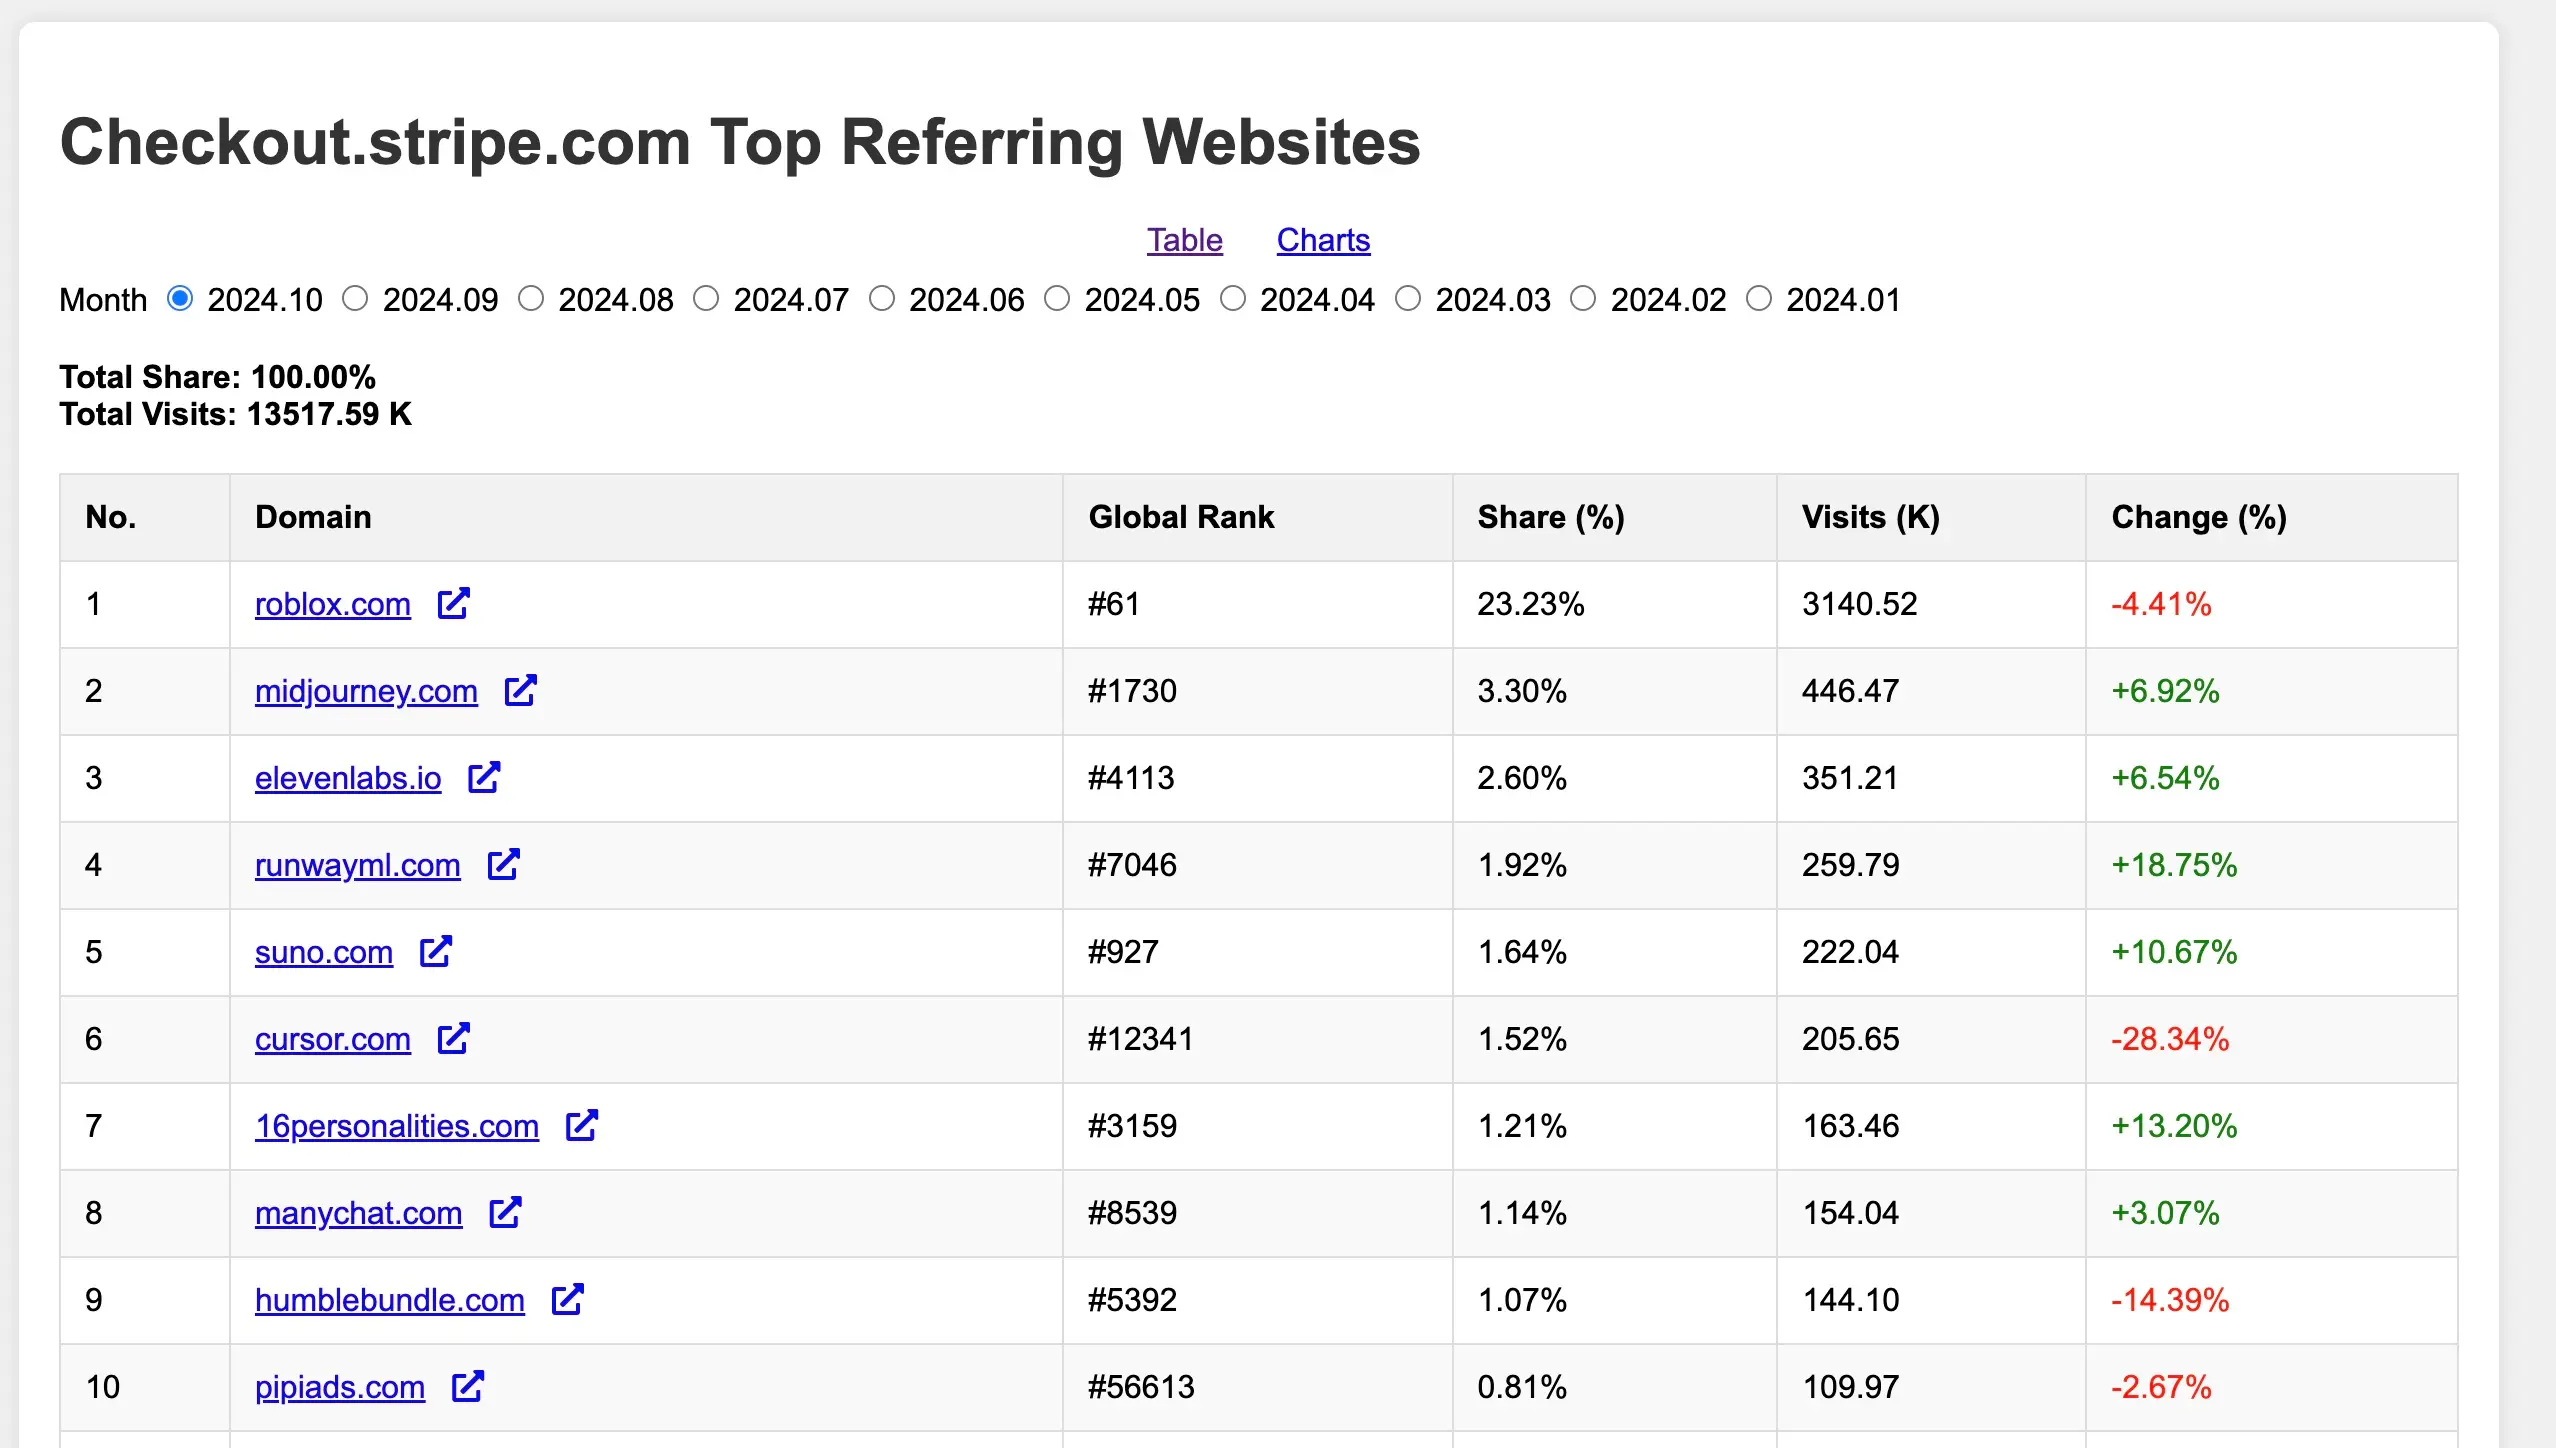 Checkout.stripe.com Top Referring Websites
Table Charts
Month 2024.10 2024.09 2024.08 2024.07 2024.06 2024.05 2024.04 2024.03 2024.02 2024.01
Total Share: 100.00%
Total Visits: 13517.59 K
No. Domain Global Rank Share (%) Visits (K) Change (%)
1 roblox.com #61 23.23% 3140.52 -4.41%
2 midjourney.com #1730 3.30% 446.47 +6.92%
3 elevenlabs.io #4113 2.60% 351.21 +6.54%
4 runwayml.com #7046 1.92% 259.79 +18.75%
5 suno.com #927 1.64% 222.04 +10.67%
6 cursor.com #12341 1.52% 205.65 -28.34%
7 16personalities.com #3159 1.21% 163.46 +13.20%
8 manychat.com #8539 1.14% 154.04 +3.07%
9 humblebundle.com #5392 1.07% 144.10 -14.39%
10 pipiads.com #56613 0.81% 109.97 -2.67%